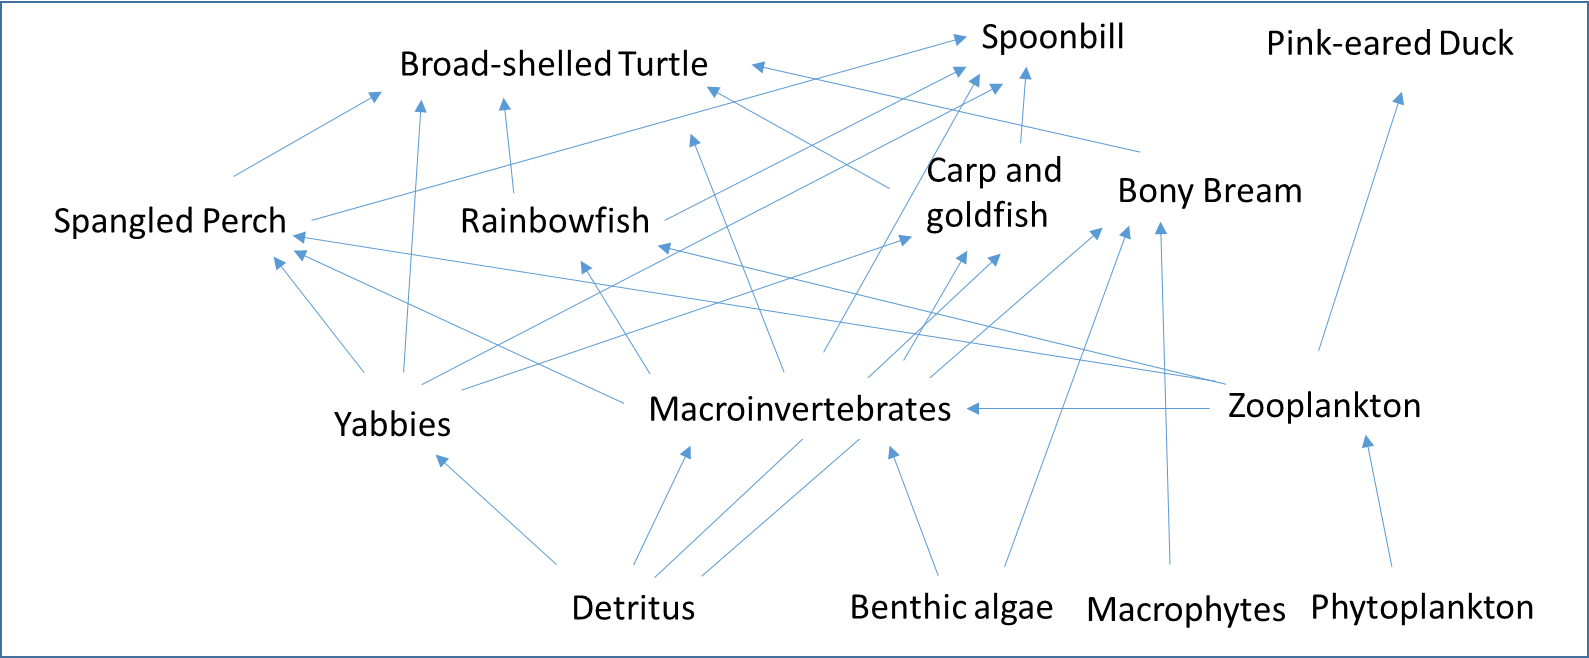 Spoonbill
Pink-eared Duck
Broad-shelled Turtle
Carp and
goldfish
Bony Bream
Spangled Perch
Rainbowfish
Yabbies
Macroinvertebrates
Zooplankton
Detritus
Benthic algae
Macrophytes
Phytoplankton